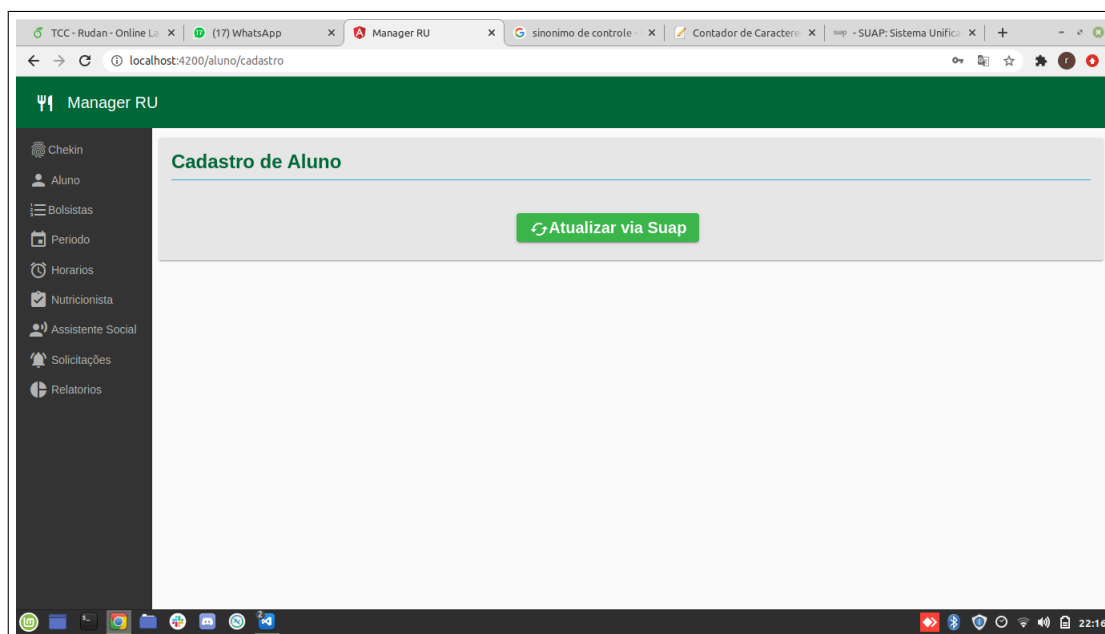 TCC - Rudan - Online La
(17) WhatsApp
Manager RU
sinonimo de controle -
Contador de Caractere
suap - SUAP: Sistema Unifica
localhost:4200/aluno/cadastro
Manager RU
Chekin
Aluno
Bolsistas
Periodo
Horarios
Nutricionista
Assistente Social
Solicitações
Relatorios
Cadastro de Aluno
Atualizar via Suap
2
22:16